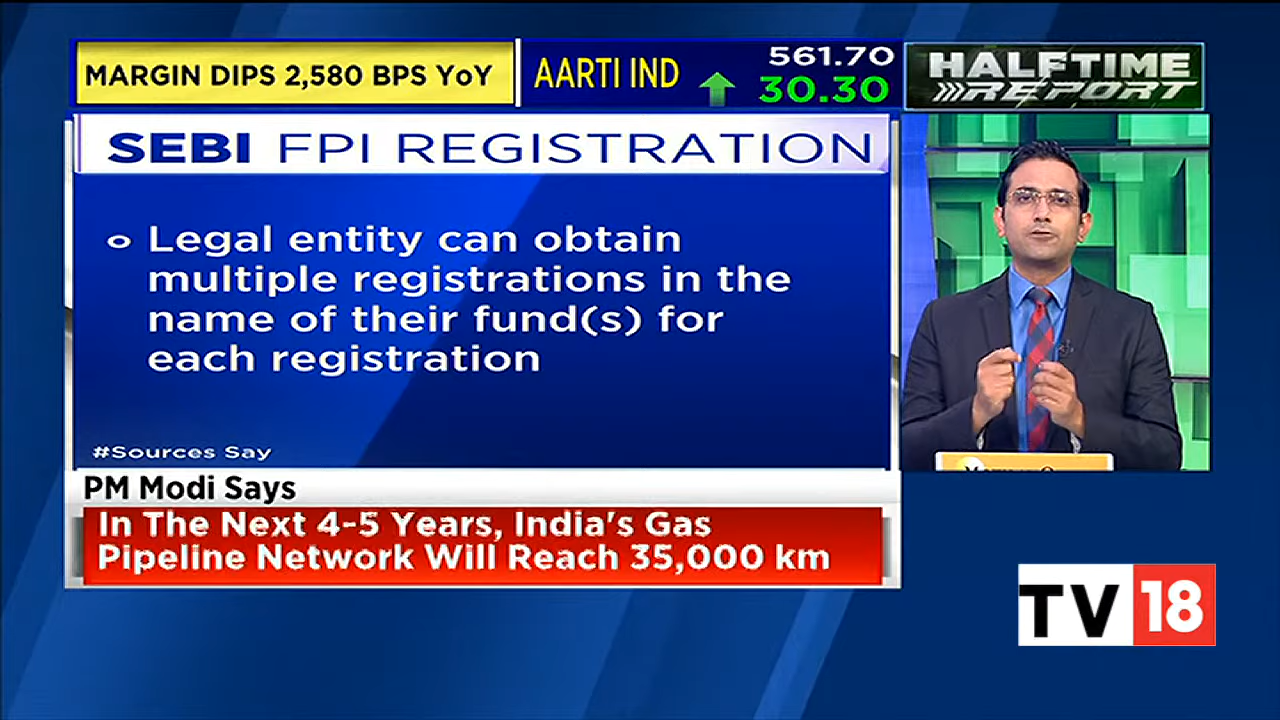 MARGIN DIPS 2,580 BPS YoY
AARTI IND
561.70
30.30
HALFTIME
REPORT
SEBI FPI REGISTRATION
Legal entity can obtain
multiple registrations in the
name of their fund(s) for
each registration
#Sources Say
PM Modi Says
In The Next 4-5 Years, India's Gas
Pipeline Network Will Reach 35,000 km
TV18